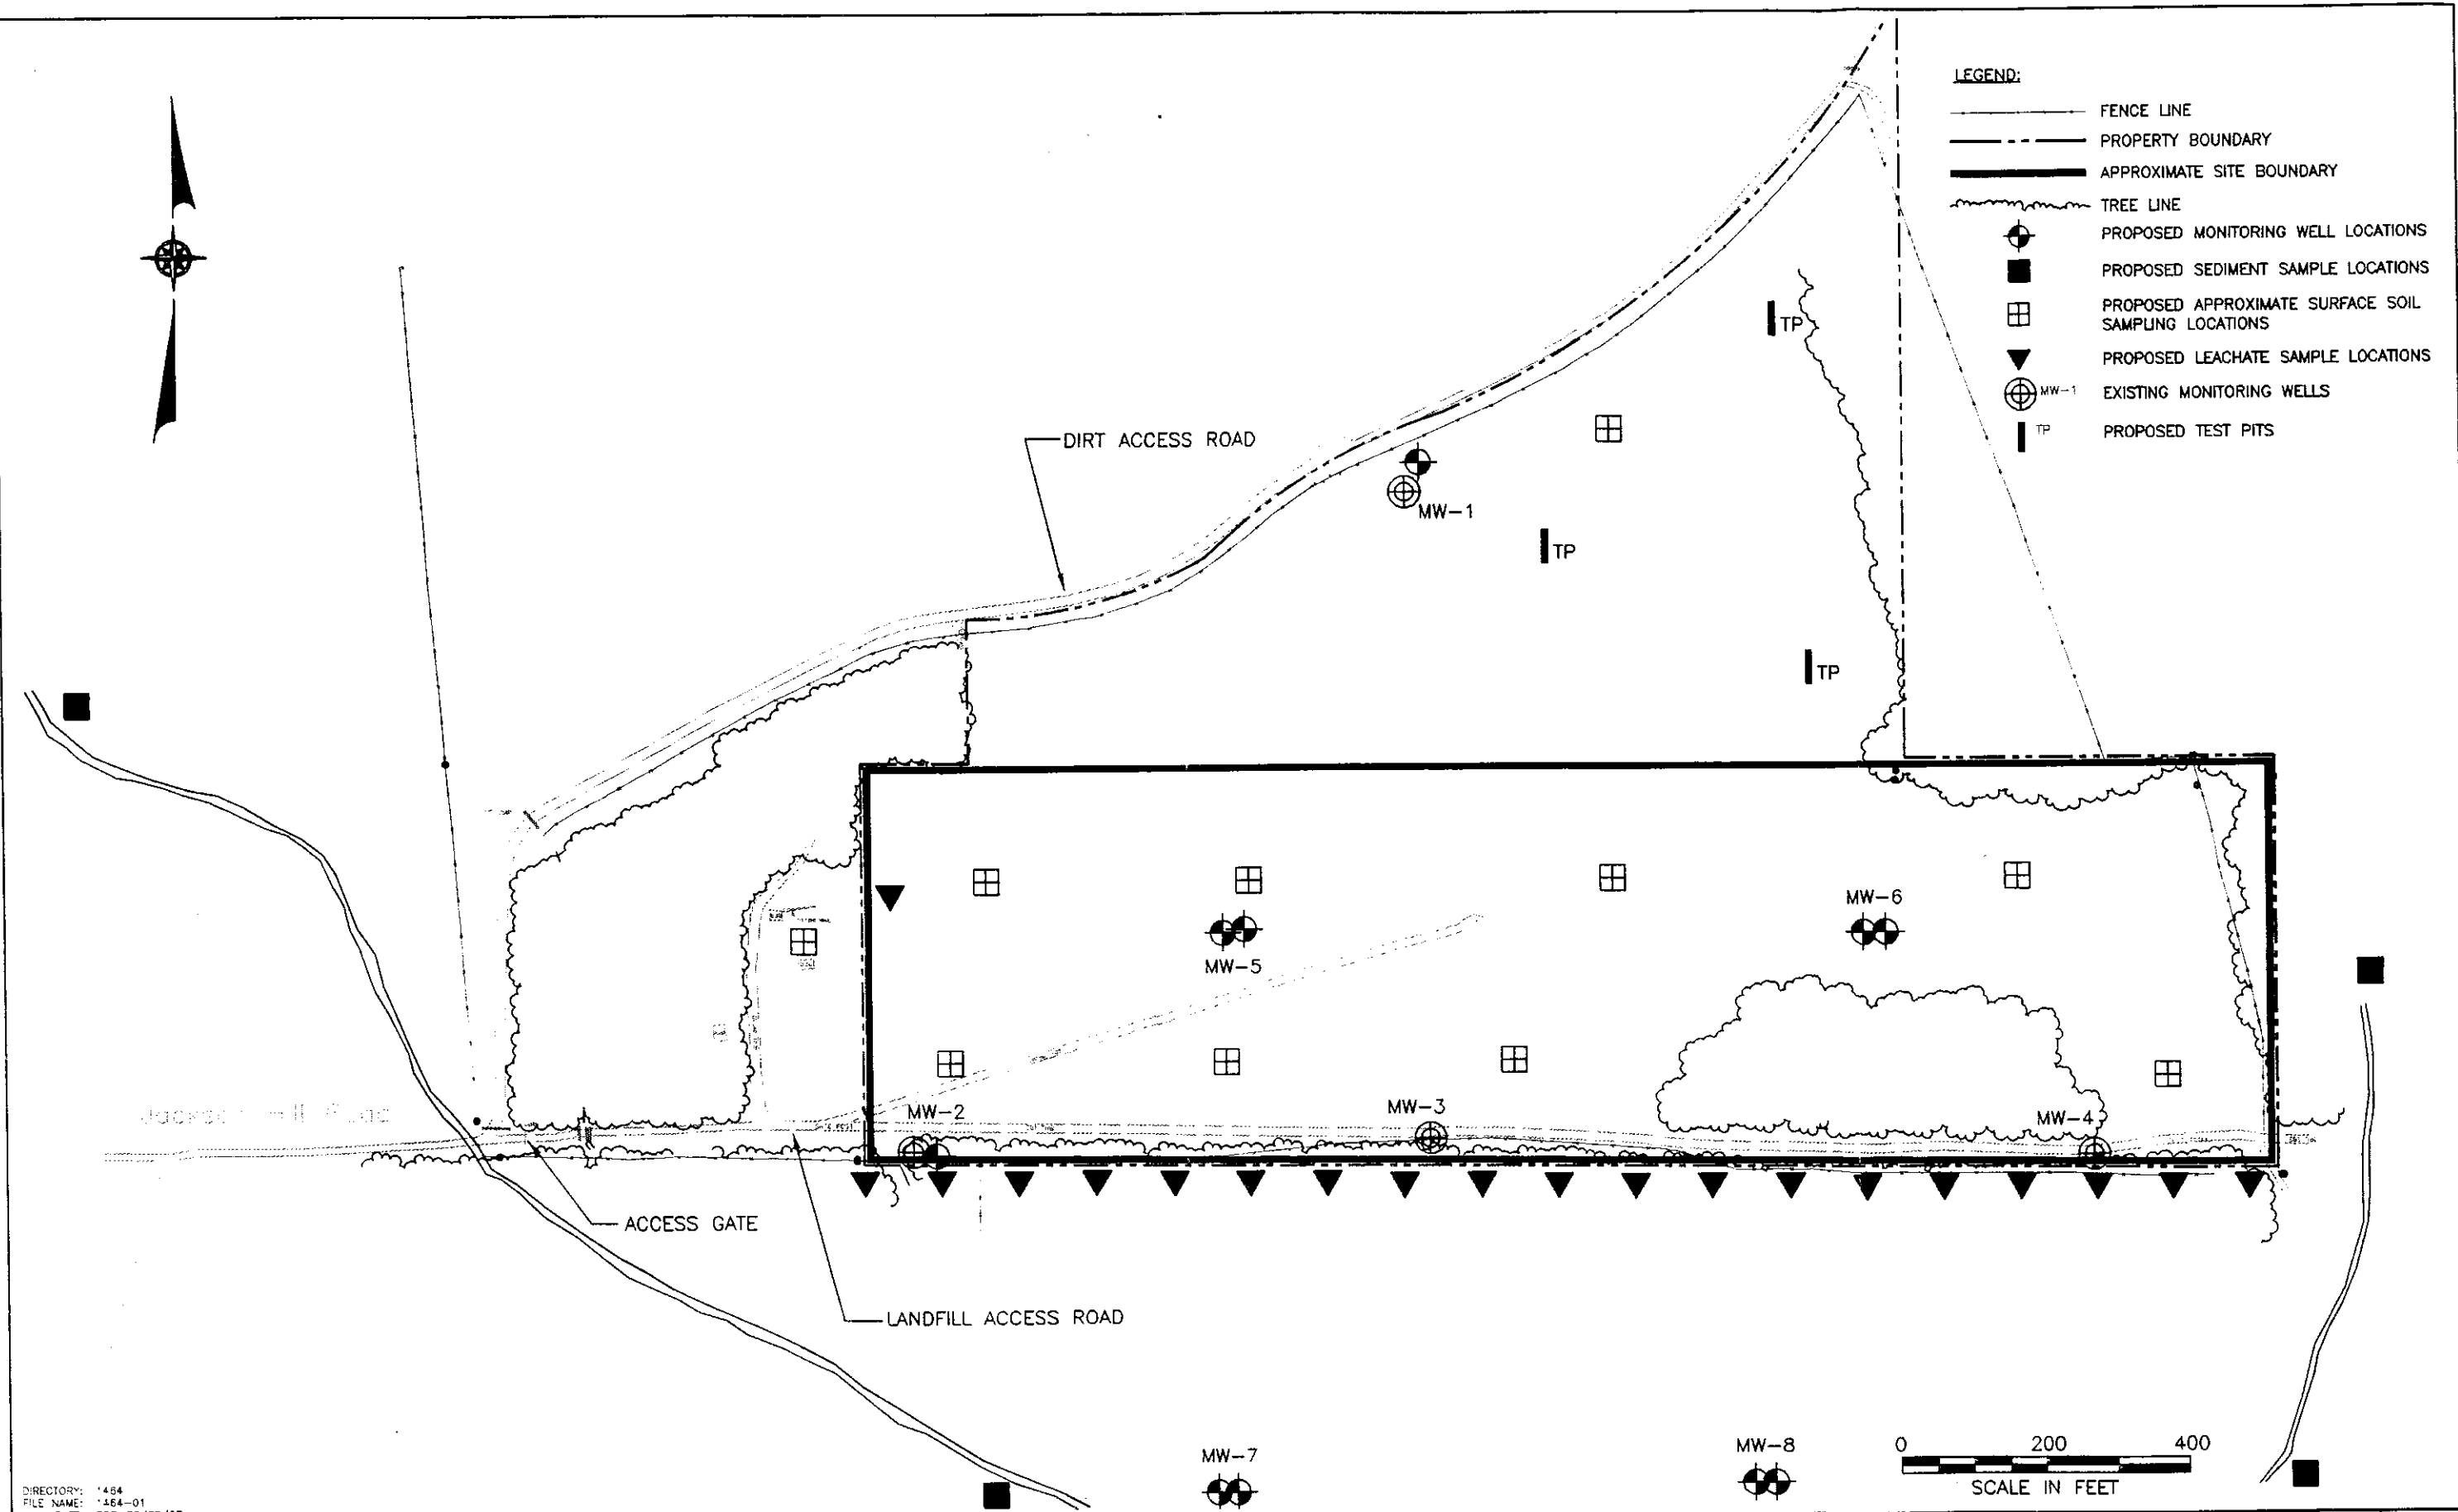 LEGEND:
FENCE LINE
PROPERTY BOUNDARY
APPROXIMATE SITE BOUNDARY
TREE LINE
PROPOSED MONITORING WELL LOCATIONS
PROPOSED SEDIMENT SAMPLE LOCATIONS
PROPOSED APPROXIMATE SURFACE SOIL
SAMPLING LOCATIONS
PROPOSED LEACHATE SAMPLE LOCATIONS
MW-1 EXISTING MONITORING WELLS
TP PROPOSED TEST PITS
TP
DIRT ACCESS ROAD
MW-1
TP
TP
MW-6
MW-5
MW-2
MW-3
MW-4
ACCESS GATE
LANDFILL ACCESS ROAD
MW-7
MW-8
0 200 400
SCALE IN FEET
DIRECTORY: 1464
FILE NAME: 1464-01